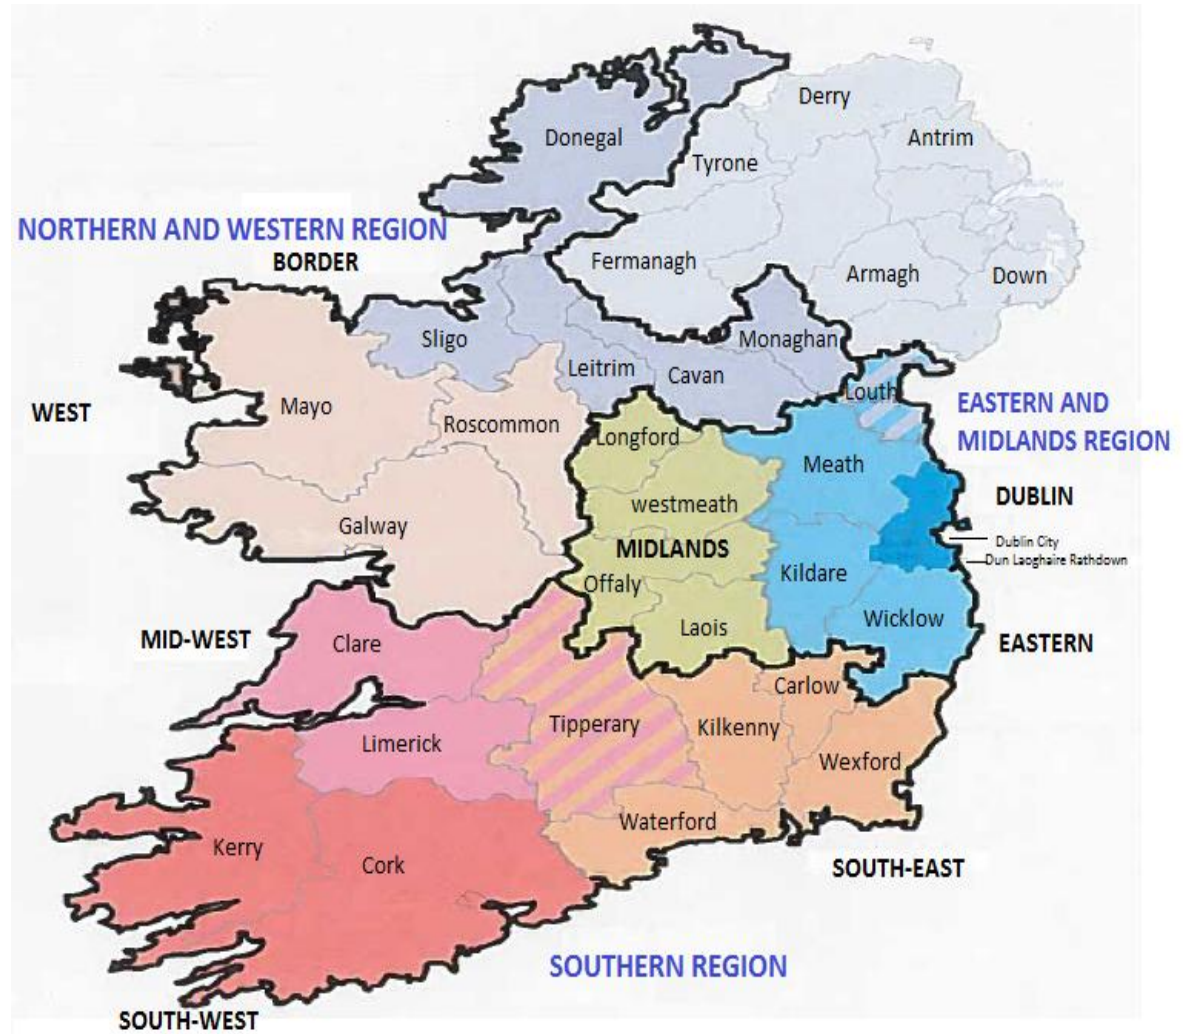 Derry
Donegal
Antrim
Tyrone
NORTHERN AND WESTERN REGION
BORDER
Fermanagh
Armagh
Down
Sligo
Monaghan
Leitrim
Cavan
Louth
WEST
Mayo
Roscommon
EASTERN AND
MIDLANDS REGION
Longford
Meath
westmeath
DUBLIN
Galway
Dublin City
MIDLANDS
Dun Laoghaire Rathdown
Offaly
Kildare
Wicklow
Laois
MID-WEST
Clare
EASTERN
Carlow
Tipperary
Kilkenny
Limerick
Wexford
Waterford
Kerry
Cork
SOUTH-EAST
SOUTHERN REGION
SOUTH-WEST